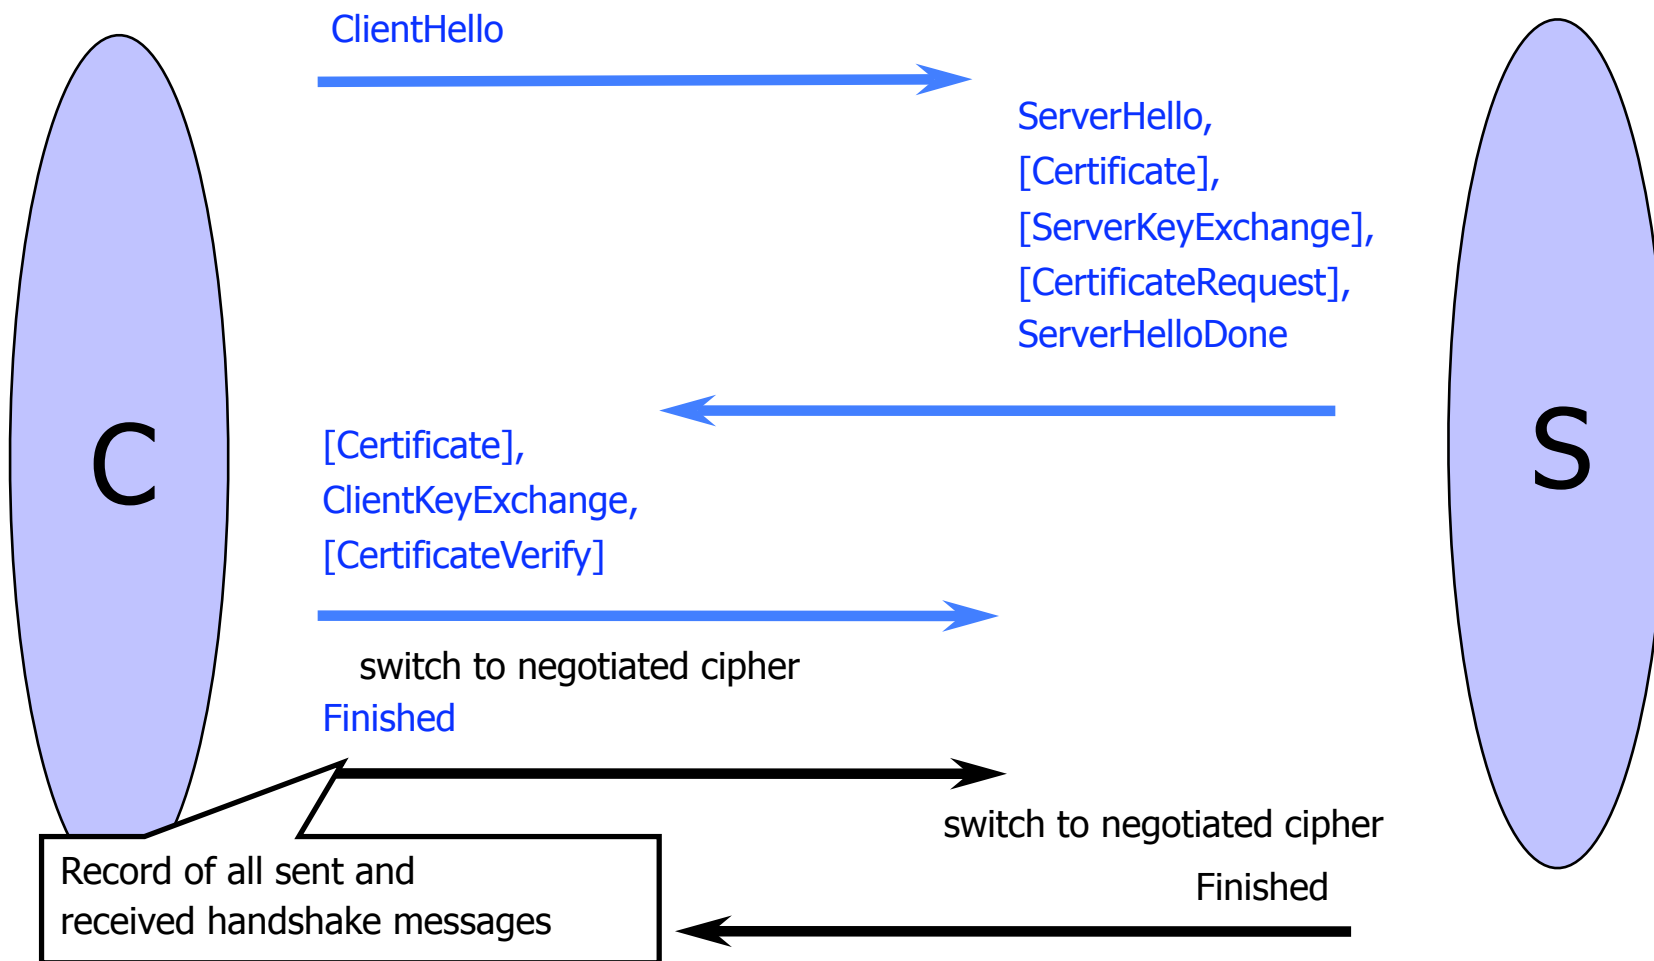 ClientHello
ServerHello,
[Certificate],
[ServerKeyExchange],
[CertificateRequest],
ServerHelloDone
C
S
[Certificate],
ClientKeyExchange,
[CertificateVerify]
switch to negotiated cipher
Finished
switch to negotiated cipher
Finished
Record of all sent and
received handshake messages